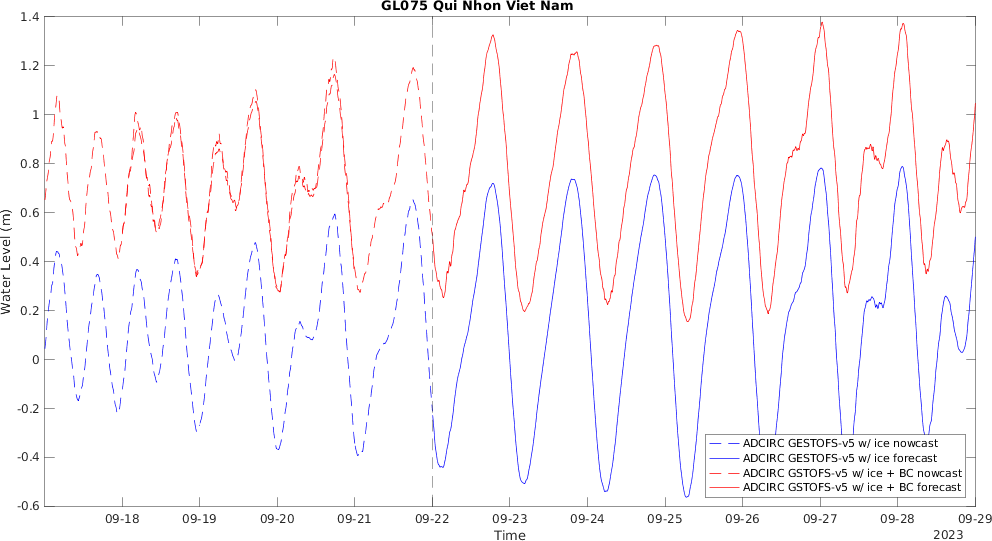 GL075 Qui Nhon Viet Nam
1.4
1.2
1
0.8
0.6
0.4
0.2
0
-0.2
-0.4
-0.6
Water Level (m)
ADCIRC GESTOFS-v5 w/ ice nowcast
ADCIRC GESTOFS-v5 w/ ice forecast
ADCIRC GSTOFS-v5 w/ ice + BC nowcast
ADCIRC GSTOFS-v5 w/ ice + BC forecast
09-18 09-19 09-20 09-21 09-22 09-23 09-24 09-25 09-26 09-27 09-28 09-29
Time
2023